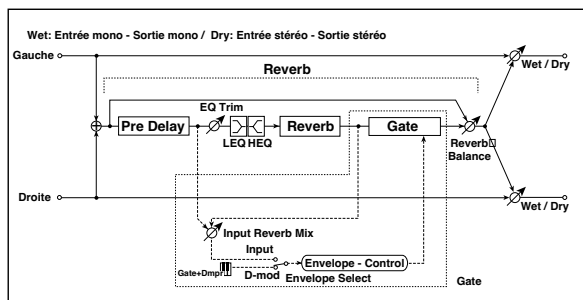 Wet: Entrée mono - Sortie mono / Dry: Entrée stéréo - Sortie stéréo
Gauche
Wet / Dry
Reverb
EQ Trim
Pre Delay
LEQ HEQ
Reverb
Gate
Reverb
Balance
Droite
Wet / Dry
Input Reverb Mix
Input
Envelope - Control
Gate+Dmpr
D-mod
Envelope Select
Gate